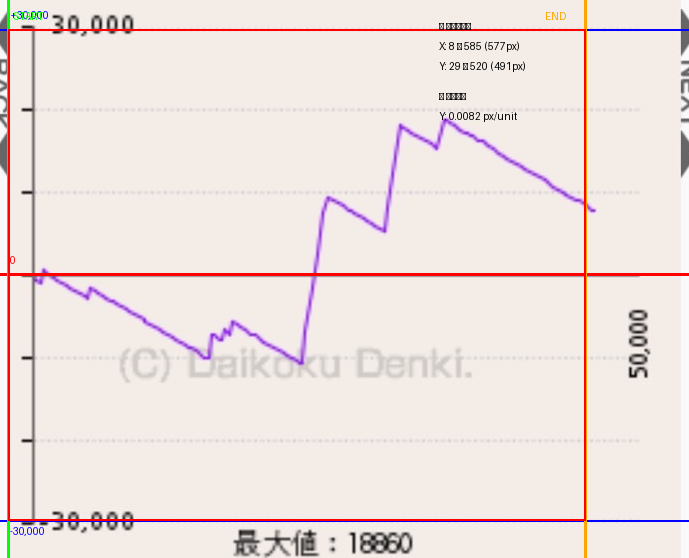 +30,000
30,000
END
X: 8 585 (577px)
Y: 29 520 (491px)
Y: 0.0082 px/unit
BACK
NEXT
0
50,000
(C) Daikoku Denki.
-30,000
-30,000
最大値：18860